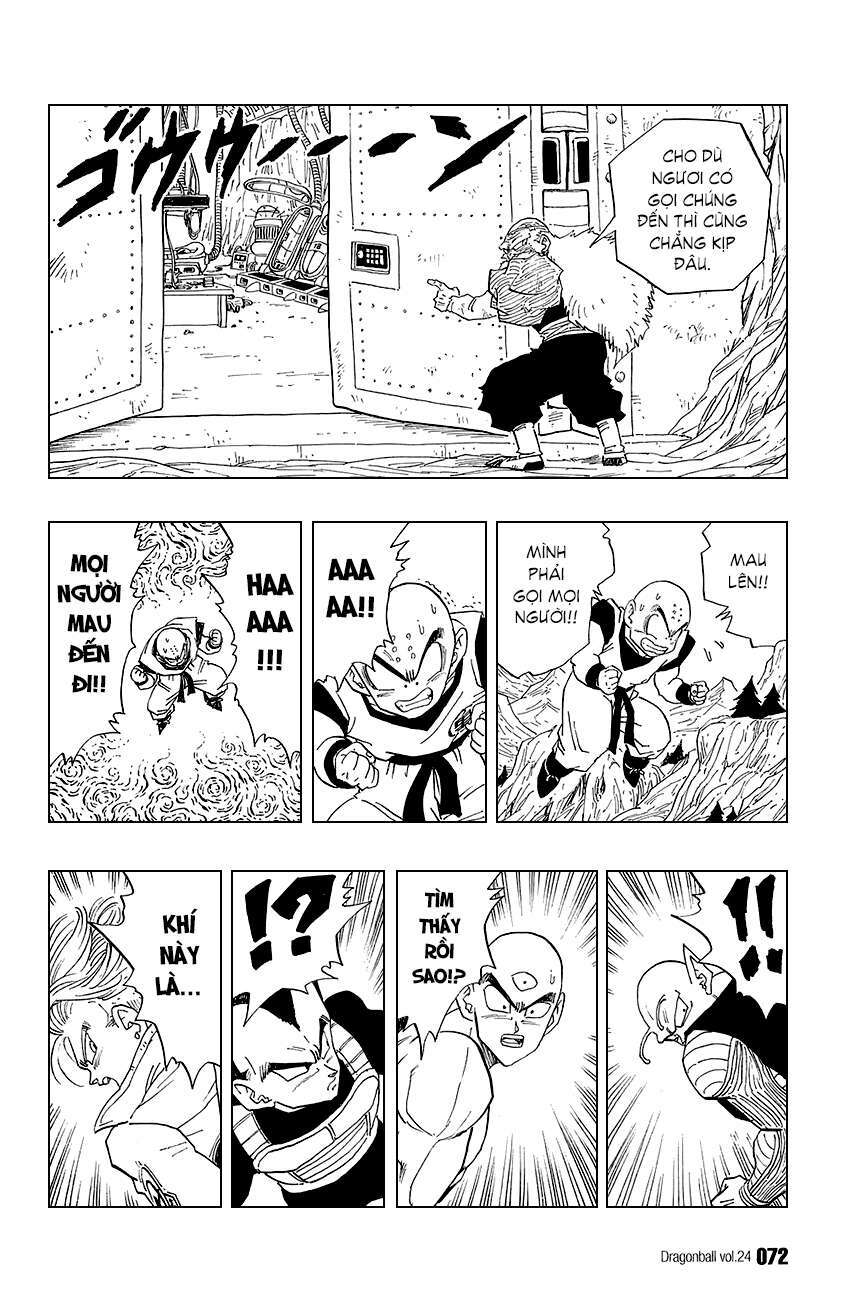 CHO DÙ
NGƯƠI CÓ
GỌI CHÚNG
ĐẾN THÌ CŨNG
CHẲNG KỊP
ĐÂU.
ゴウゥーーーン
MAU
LÊN!!
MÌNH
PHẢI
GỌI MỌI
NGƯỜI!!
AAA
AA!!
HAA
AAA
!!!
MỌI
NGƯỜI
MAU
ĐẾN
ĐI!!
!!
TÌM
THẤY
RỒI
SAO!?
!?
KHÍ
NÀY
LÀ...
Dragonball vol.24 072